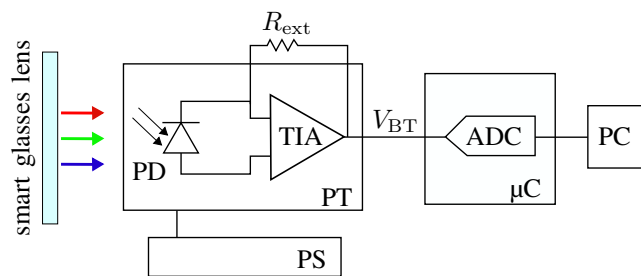 smart glasses lens
R_ext
PD
TIA
PT
V_BT
ADC
µC
PC
PS